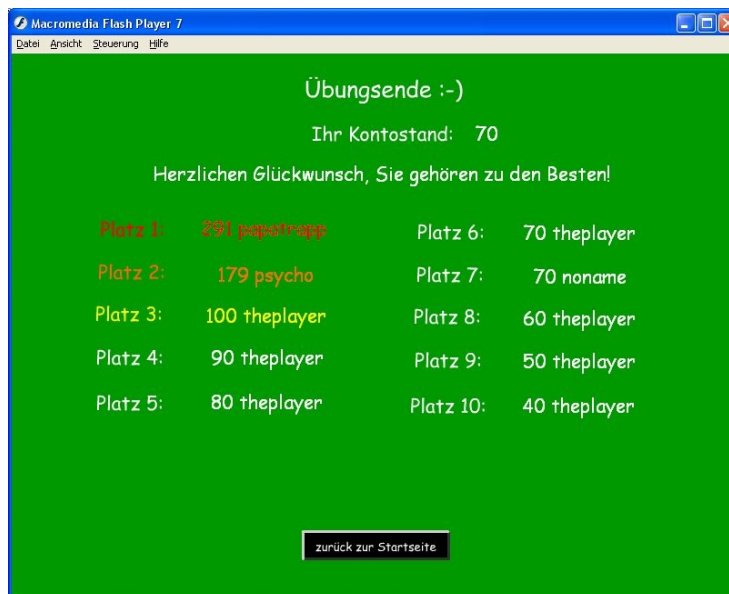 Macromedia Flash Player 7
Datei Ansicht Steuerung Hilfe
Übungsende :-)
Ihr Kontostand: 70
Herzlichen Glückwunsch, Sie gehören zu den Besten!
Platz 1: 291 papatrapp
Platz 2: 179 psycho
Platz 3: 100 theplayer
Platz 4: 90 theplayer
Platz 5: 80 theplayer
Platz 6: 70 theplayer
Platz 7: 70 noname
Platz 8: 60 theplayer
Platz 9: 50 theplayer
Platz 10: 40 theplayer
zurück zur Startseite